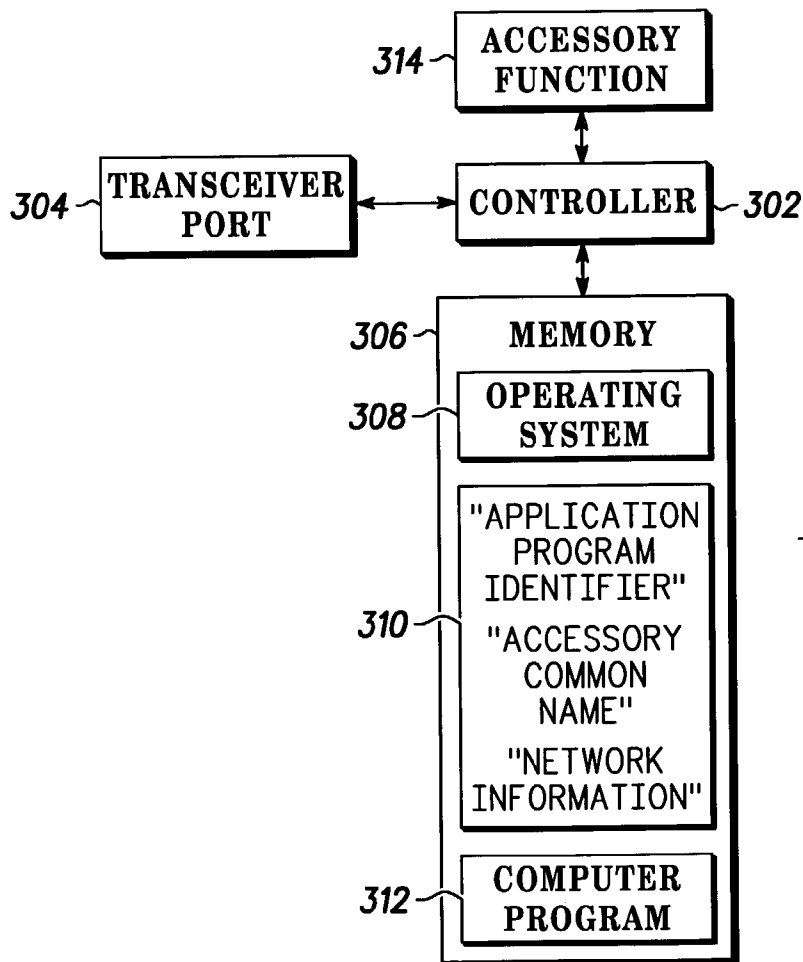 314
ACCESSORY
FUNCTION
304
TRANSCEIVER
PORT
CONTROLLER
302
306
MEMORY
308
OPERATING
SYSTEM
310
"APPLICATION
PROGRAM
IDENTIFIER"
"ACCESSORY
COMMON
NAME"
"NETWORK
INFORMATION"
312
COMPUTER
PROGRAM